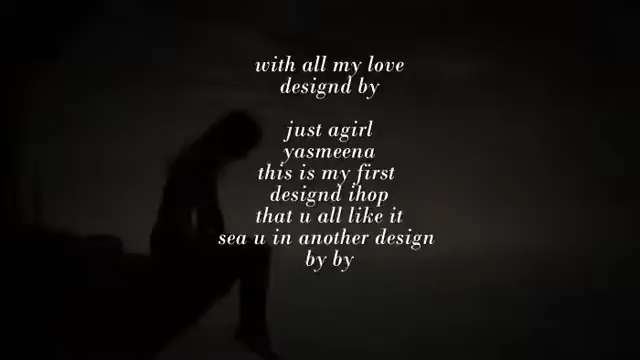 with all my love
designd by
just agirl
yasmeena
this is my first
designd ihop
that u all like it
sea u in another design
by by